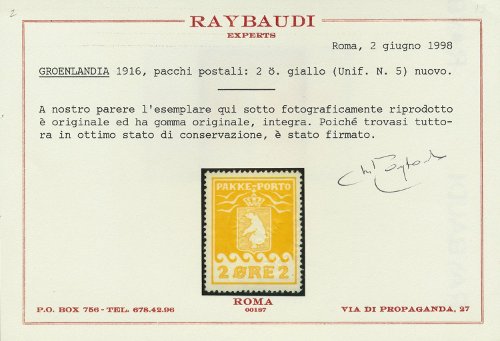 2
RAYBAUDI
EXPERTS
Roma, 2 giugno 1998
GROENLANDIA 1916, pacchi postali: 2 ö. giallo (Unif. N. 5) nuovo.
A nostro parere l'esemplare qui sotto fotograficamente riprodotto
è originale ed ha gomma originale, integra. Poiché trovasi tutto-
ra in ottimo stato di conservazione, è stato firmato.
PAKKE-PORTO
2 ØRE 2
ROMA
00187
P.O. BOX 756 - TEL. 678.42.96
VIA DI PROPAGANDA, 27